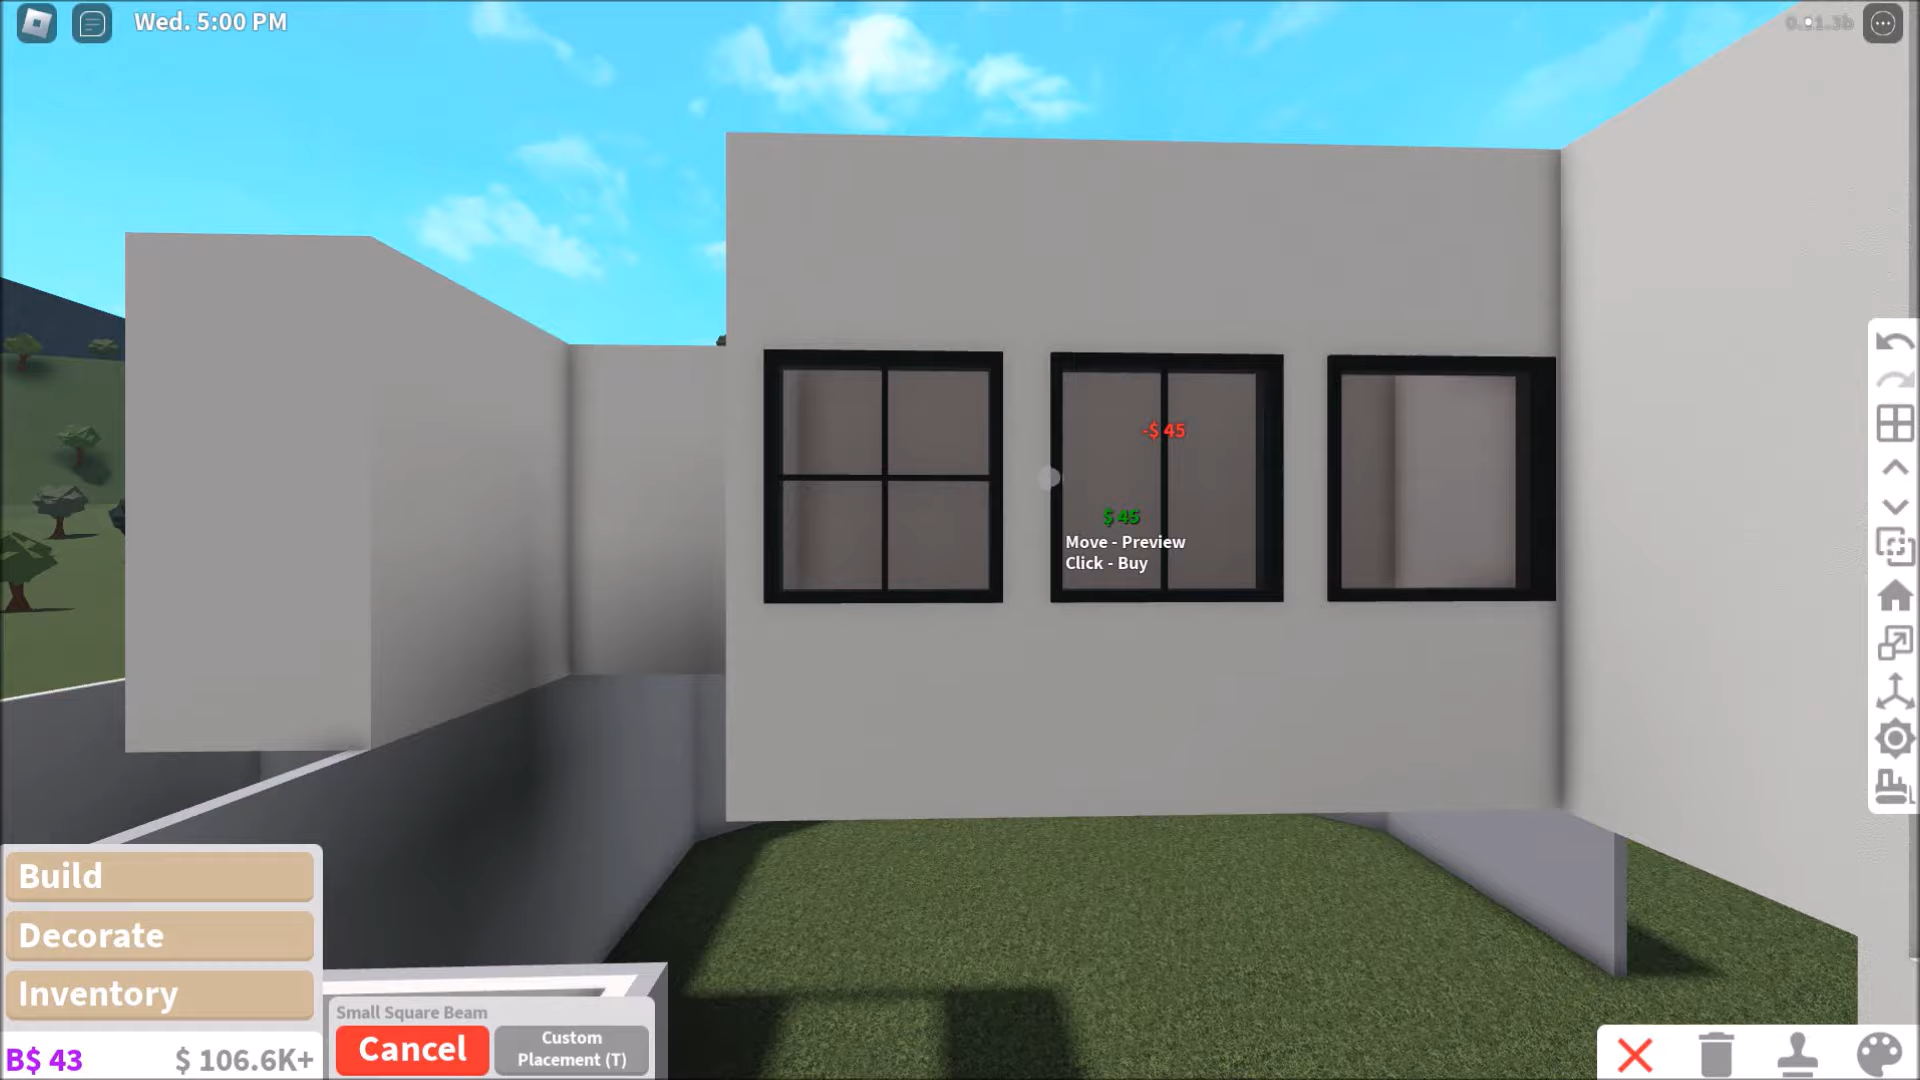 Wed. 5:00 PM
-$ 45
$ 45
Move - Preview
Click - Buy
Build
Decorate
Inventory
B$ 43
$ 106.6K+
Small Square Beam
Cancel
Custom
Placement (T)